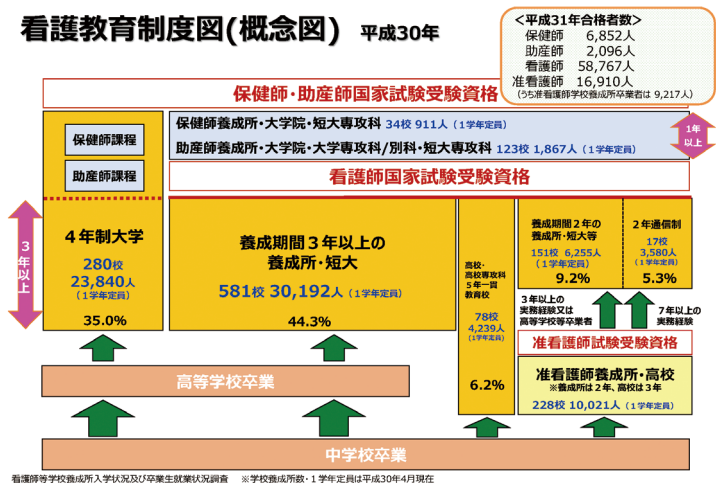 看護教育制度図(概念図) 平成30年
＜平成31年合格者数＞
保健師 6,852人
助産師 2,096人
看護師 58,767人
准看護師 16,910人
（うち准看護師学校養成所卒業者は 9,217人）
保健師・助産師国家試験受験資格
保健師課程
助産師課程
保健師養成所・大学院・短大専攻科 34校 911人（１学年定員）
助産師養成所・大学院・大学専攻科/別科・短大専攻科 123校 1,867人（１学年定員）
1年
以上
看護師国家試験受験資格
３年以上
４年制大学
280校
23,840人
（１学年定員）
35.0%
養成期間３年以上の
養成所・短大
581校 30,192人（１学年定員）
44.3%
高校・
高校専攻科
５年一貫
教育校
78校
4,239人
（１学年定員）
6.2%
養成期間２年の
養成所・短大等
151校 6,255人
（１学年定員）
9.2%
２年通信制
17校
3,580人
（１学年定員）
5.3%
３年以上の
実務経験又は
高等学校等卒業者
７年以上の
実務経験
准看護師試験受験資格
准看護師養成所・高校
※養成所は２年、高校は３年
228校 10,021人（１学年定員）
高等学校卒業
中学校卒業
看護師等学校養成所入学状況及び卒業生就業状況調査 ※学校養成所数・１学年定員は平成30年4月現在